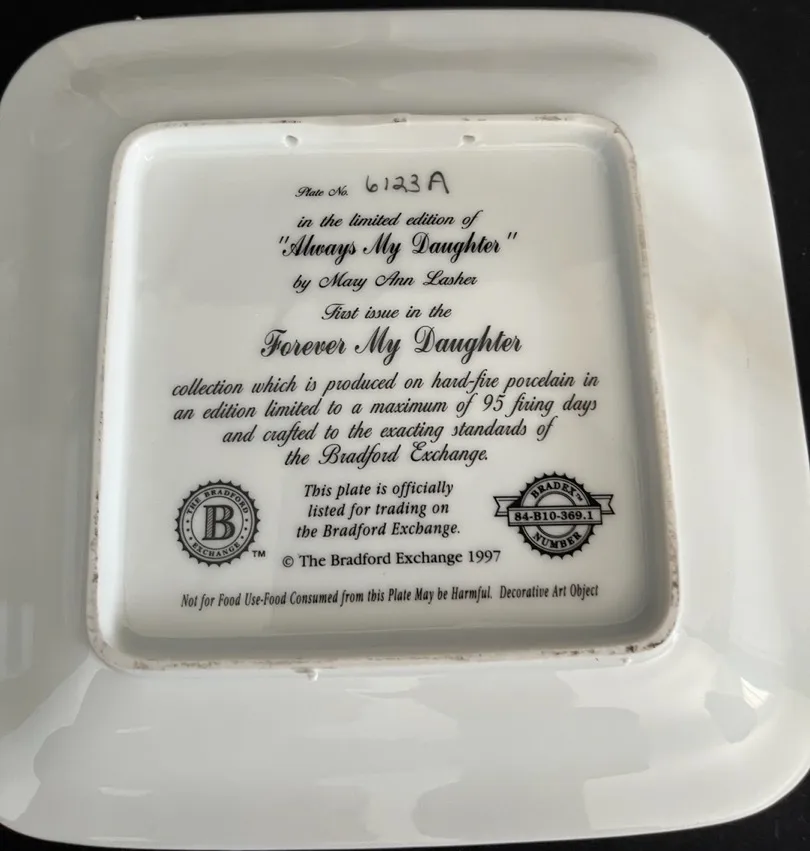 Plate No. 6123A
in the limited edition of
"Always My Daughter"
by Mary Ann Lasher
First issue in the
Forever My Daughter
collection which is produced on hard-fire porcelain in
an edition limited to a maximum of 95 firing days
and crafted to the exacting standards of
the Bradford Exchange.
THE BRADFORD
B
EXCHANGE
TM
This plate is officially
listed for trading on
the Bradford Exchange.
BRADEX™
84-B10-369.1
NUMBER
© The Bradford Exchange 1997
Not for Food Use-Food Consumed from this Plate May be Harmful. Decorative Art Object